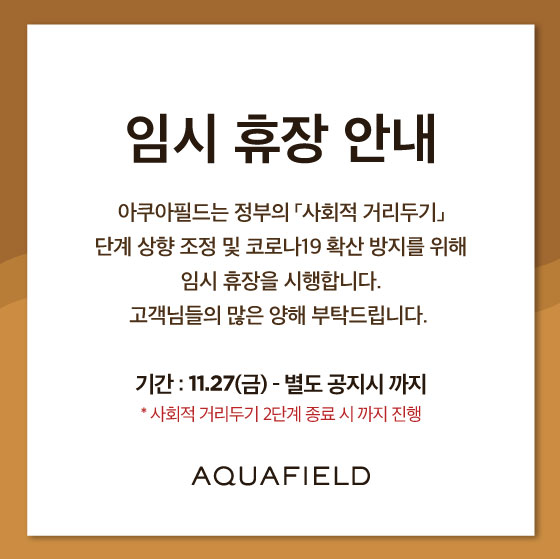 임시 휴장 안내
아쿠아필드는 정부의 「사회적 거리두기」
단계 상향 조정 및 코로나19 확산 방지를 위해
임시 휴장을 시행합니다.
고객님들의 많은 양해 부탁드립니다.
기간 : 11.27(금) - 별도 공지시 까지
* 사회적 거리두기 2단계 종료 시 까지 진행
AQUAFIELD